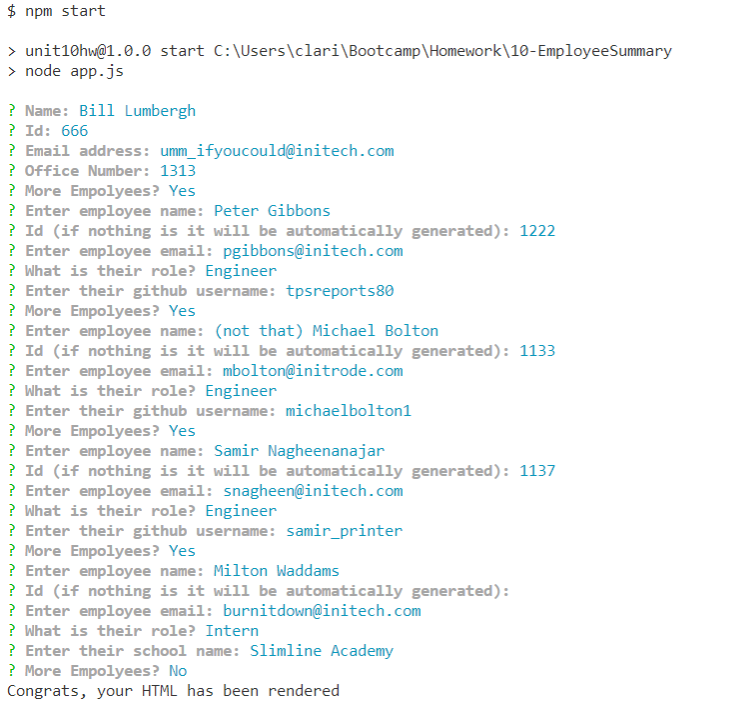 $ npm start
> unit10hw@1.0.0 start C:\Users\clari\Bootcamp\Homework\10-EmployeeSummary
> node app.js
? Name: Bill Lumbergh
? Id: 666
? Email address: umm_ifyoucould@initech.com
? Office Number: 1313
? More Empolyees? Yes
? Enter employee name: Peter Gibbons
? Id (if nothing is it will be automatically generated): 1222
? Enter employee email: pgibbons@initech.com
? What is their role? Engineer
? Enter their github username: tpsreports80
? More Empolyees? Yes
? Enter employee name: (not that) Michael Bolton
? Id (if nothing is it will be automatically generated): 1133
? Enter employee email: mbolton@initrode.com
? What is their role? Engineer
? Enter their github username: michaelbolton1
? More Empolyees? Yes
? Enter employee name: Samir Nagheenanajar
? Id (if nothing is it will be automatically generated): 1137
? Enter employee email: snagheen@initech.com
? What is their role? Engineer
? Enter their github username: samir_printer
? More Empolyees? Yes
? Enter employee name: Milton Waddams
? Id (if nothing is it will be automatically generated):
? Enter employee email: burnitdown@initech.com
? What is their role? Intern
? Enter their school name: Slimline Academy
? More Empolyees? No
Congrats, your HTML has been rendered